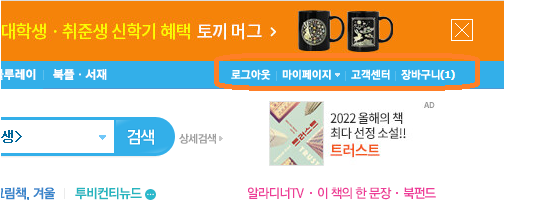 대학생 · 취준생 신학기 혜택 토끼 머그 >
블루레이 | 북플 · 서재 로그아웃 | 마이페이지 | 고객센터 | 장바구니(1)
AD
2022 올해의 책
최다 선정 소설!!
트러스트
생> 검색 상세검색
그림책, 겨울 | 투비컨티뉴드
알라디너TV · 이 책의 한 문장 · 북펀드